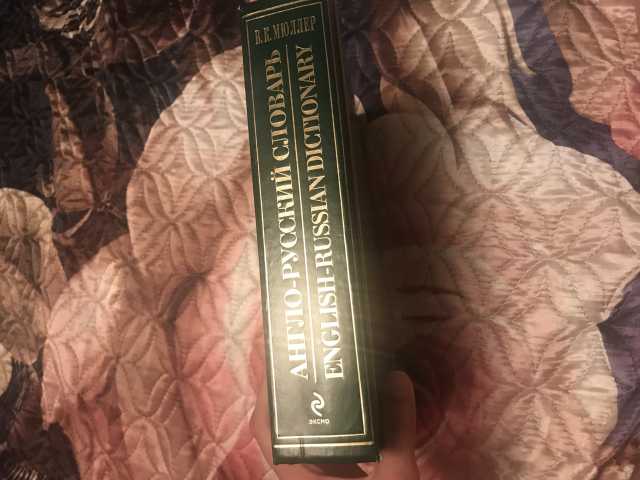 В. К. МЮЛЛЕР
АНГЛО-РУССКИЙ СЛОВАРЬ
ENGLISH-RUSSIAN DICTIONARY
ЭКСМО